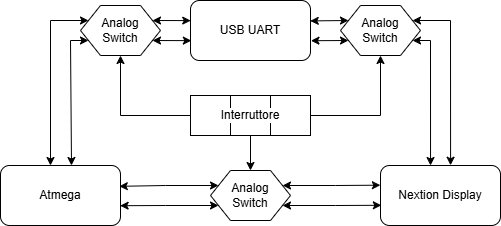 Analog
Switch
USB UART
Analog
Switch
Interruttore
Atmega
Analog
Switch
Nextion Display